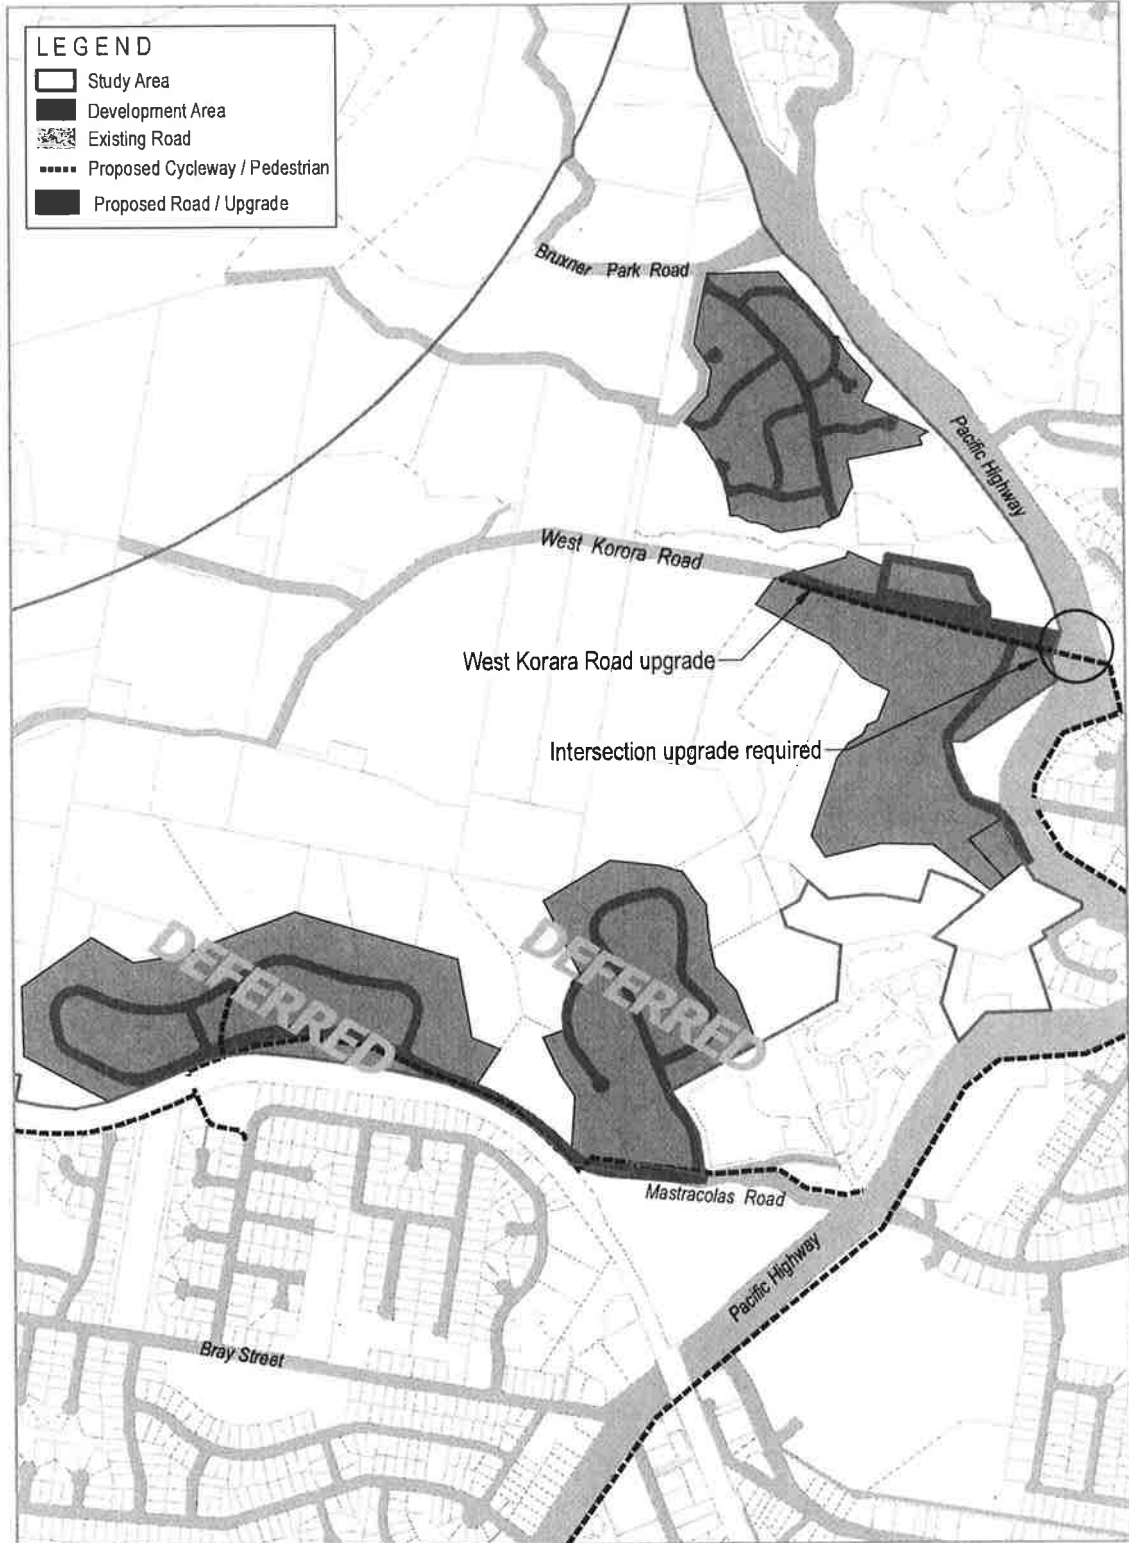 LEGEND
Study Area
Development Area
Existing Road
Proposed Cycleway / Pedestrian
Proposed Road / Upgrade
Bruxner Park Road
Pacific Highway
West Korora Road
West Korara Road upgrade
Intersection upgrade required
DEFERRED
DEFERRED
Mastracolas Road
Pacific Highway
Bray Street